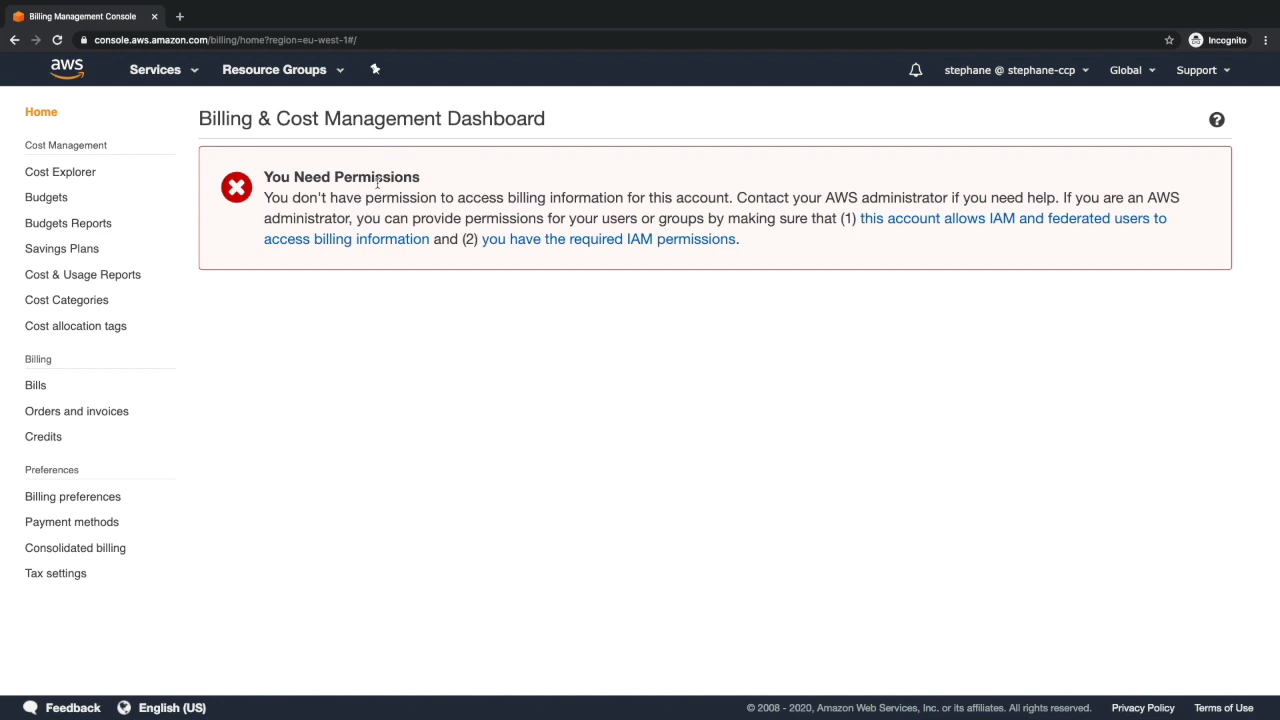 Billing Management Console
console.aws.amazon.com/billing/home?region=eu-west-1#/
Incognito
aws
Services
Resource Groups
stephane @ stephane-ccp
Global
Support
Home
Cost Management
Cost Explorer
Budgets
Budgets Reports
Savings Plans
Cost & Usage Reports
Cost Categories
Cost allocation tags
Billing
Bills
Orders and invoices
Credits
Preferences
Billing preferences
Payment methods
Consolidated billing
Tax settings
Billing & Cost Management Dashboard
You Need Permissions
You don't have permission to access billing information for this account. Contact your AWS administrator if you need help. If you are an AWS
administrator, you can provide permissions for your users or groups by making sure that (1) this account allows IAM and federated users to
access billing information and (2) you have the required IAM permissions.
Feedback
English (US)
© 2008 - 2020, Amazon Web Services, Inc. or its affiliates. All rights reserved.
Privacy Policy
Terms of Use